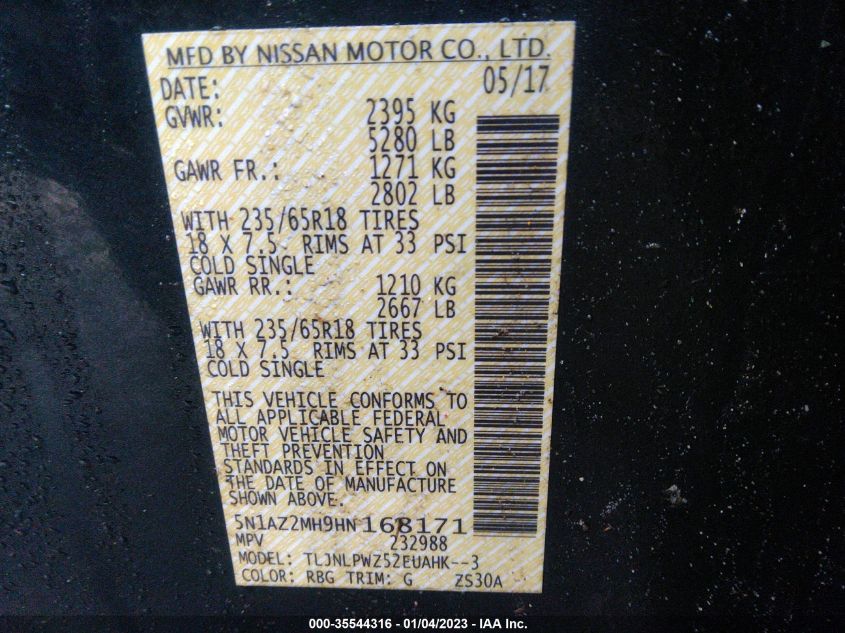 MFD BY NISSAN MOTOR CO., LTD.
DATE: 05/17
GVWR: 2395 KG
5280 LB
GAWR FR.: 1271 KG
2802 LB
WITH 235/65R18 TIRES
18 X 7.5 RIMS AT 33 PSI
COLD SINGLE
GAWR RR.: 1210 KG
2667 LB
WITH 235/65R18 TIRES
18 X 7.5 RIMS AT 33 PSI
COLD SINGLE
THIS VEHICLE CONFORMS TO
ALL APPLICABLE FEDERAL
MOTOR VEHICLE SAFETY AND
THEFT PREVENTION
STANDARDS IN EFFECT ON
THE DATE OF MANUFACTURE
SHOWN ABOVE.
5N1AZ2MH9HN168171
MPV 232988
MODEL: TLJNLPWZ52EUAHK--3
COLOR: RBG TRIM: G ZS30A
000-35544316 - 01/04/2023 - IAA Inc.